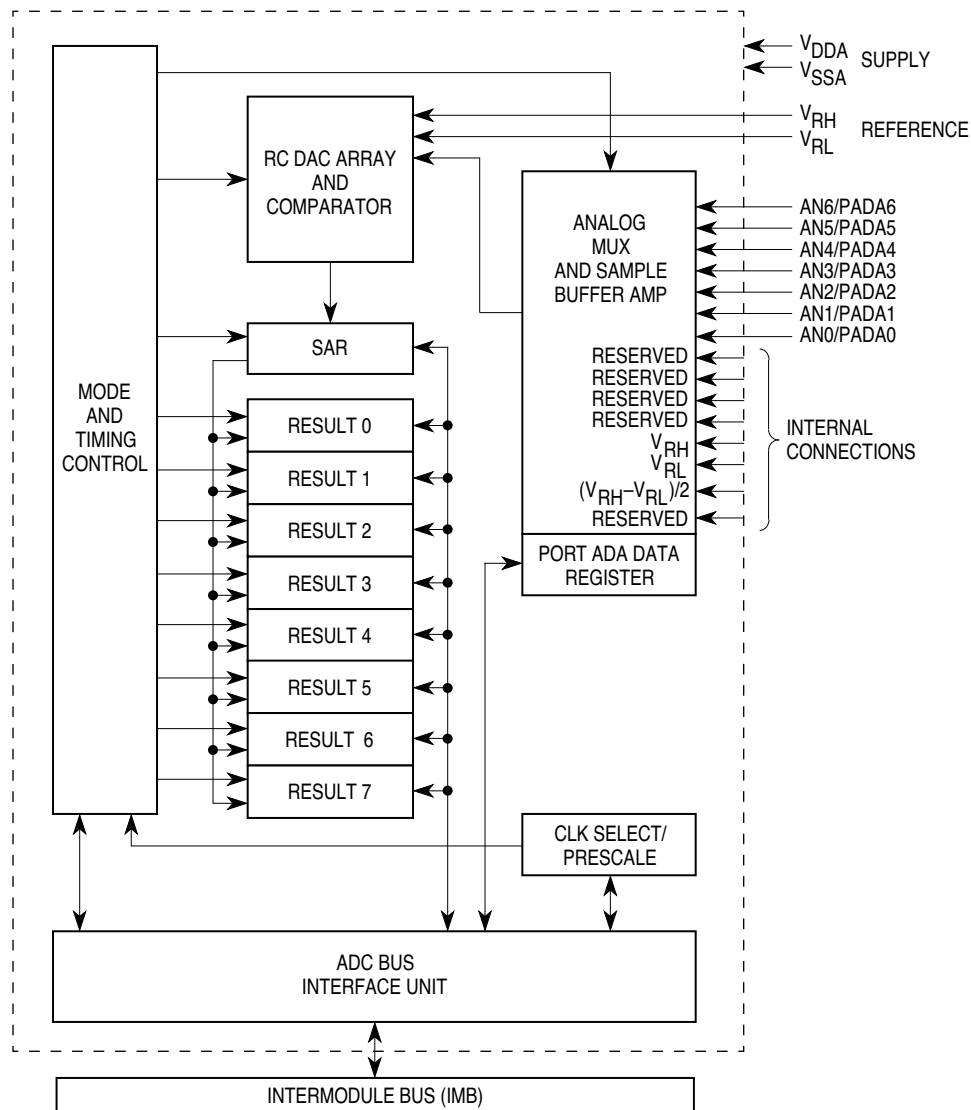 VDDA
VSSA
SUPPLY
VRH
VRL
REFERENCE
RC DAC ARRAY
AND
COMPARATOR
ANALOG
MUX
AND SAMPLE
BUFFER AMP
AN6/PADA6
AN5/PADA5
AN4/PADA4
AN3/PADA3
AN2/PADA2
AN1/PADA1
AN0/PADA0
RESERVED
RESERVED
RESERVED
RESERVED
VRH
VRL
(VRH–VRL)/2
RESERVED
INTERNAL
CONNECTIONS
PORT ADA DATA
REGISTER
MODE
AND
TIMING
CONTROL
SAR
RESULT 0
RESULT 1
RESULT 2
RESULT 3
RESULT 4
RESULT 5
RESULT 6
RESULT 7
CLK SELECT/
PRESCALE
ADC BUS
INTERFACE UNIT
INTERMODULE BUS (IMB)